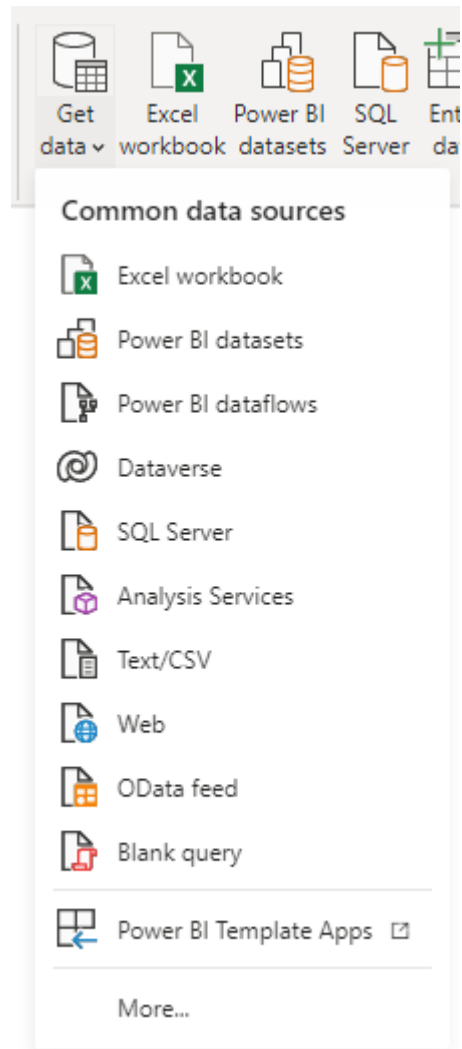 Get data
Excel workbook
Power BI datasets
SQL Server
Common data sources
Excel workbook
Power BI datasets
Power BI dataflows
Dataverse
SQL Server
Analysis Services
Text/CSV
Web
OData feed
Blank query
Power BI Template Apps
More...